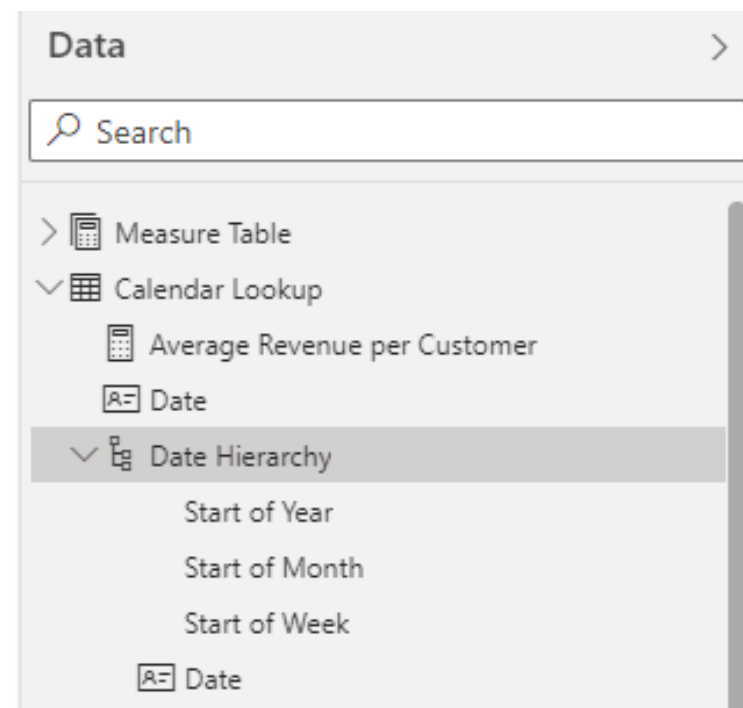 Data
Search
Measure Table
Calendar Lookup
Average Revenue per Customer
Date
Date Hierarchy
Start of Year
Start of Month
Start of Week
Date